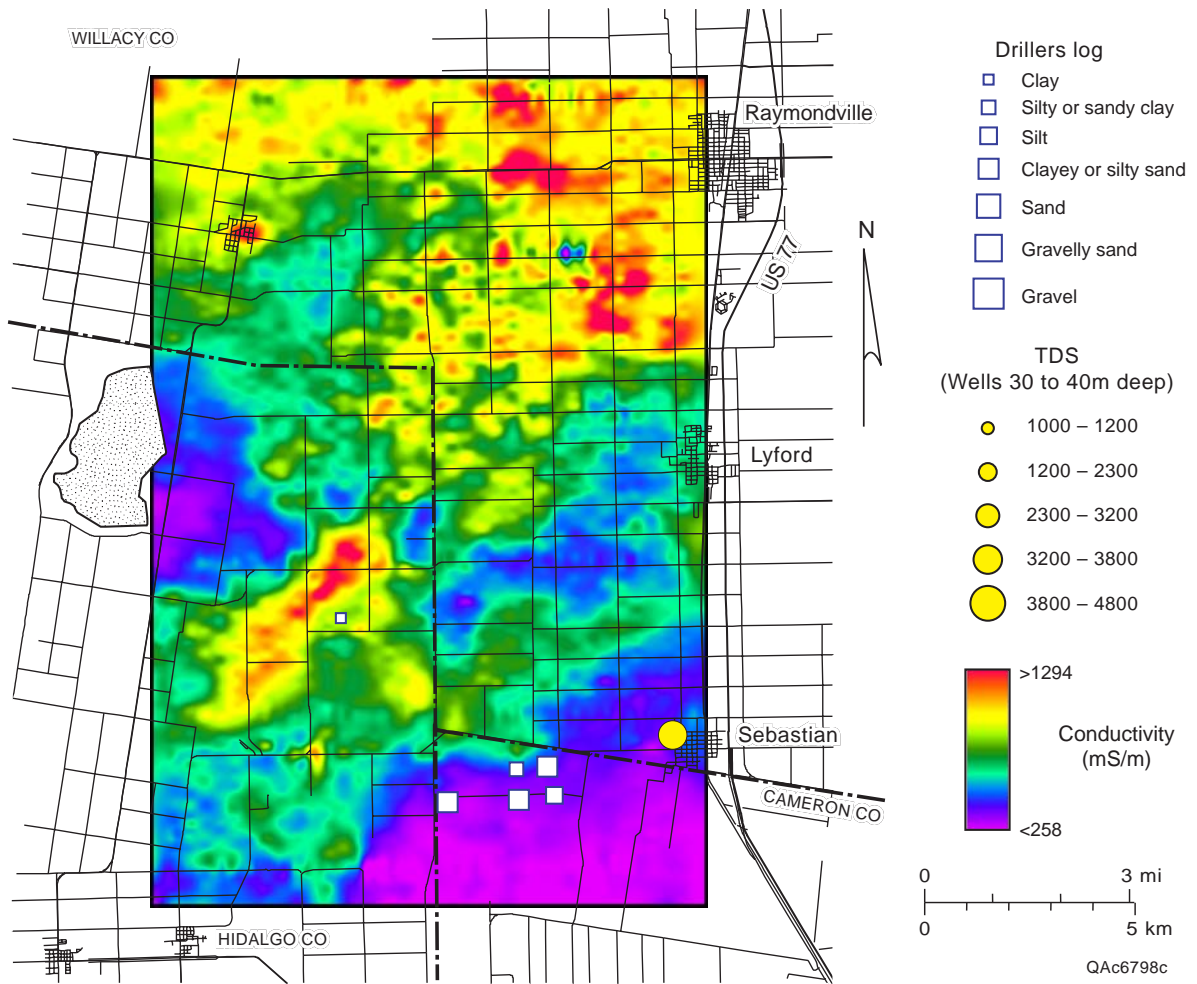 WILLACY CO
Raymondville
US 77
Lyford
Sebastian
CAMERON CO
HIDALGO CO
Drillers log
Clay
Silty or sandy clay
Silt
Clayey or silty sand
Sand
Gravelly sand
Gravel
N
TDS
(Wells 30 to 40m deep)
1000 – 1200
1200 – 2300
2300 – 3200
3200 – 3800
3800 – 4800
>1294
Conductivity
(mS/m)
<258
0 3 mi
0 5 km
QAc6798c